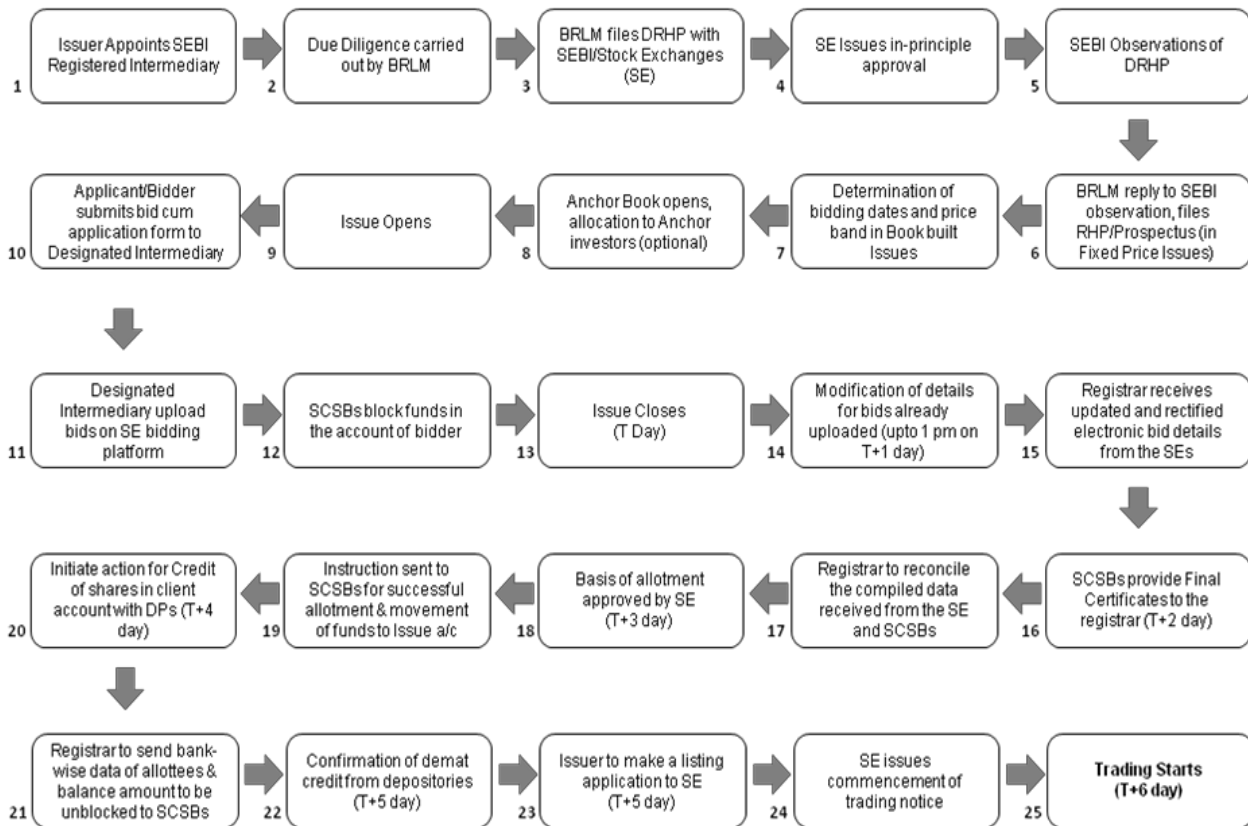 Issuer Appoints SEBI
Registered Intermediary
1
Due Diligence carried
out by BRLM
2
BRLM files DRHP with
SEBI/Stock Exchanges
(SE)
3
SE Issues in-principle
approval
4
SEBI Observations of
DRHP
5
BRLM reply to SEBI
observation, files
RHP/Prospectus (in
Fixed Price Issues)
6
Determination of
bidding dates and price
band in Book built
Issues
7
Anchor Book opens,
allocation to Anchor
investors (optional)
8
Issue Opens
9
Applicant/Bidder
submits bid cum
application form to
Designated Intermediary
10
Designated
Intermediary upload
bids on SE bidding
platform
11
SCSBs block funds in
the account of bidder
12
Issue Closes
(T Day)
13
Modification of details
for bids already
uploaded (upto 1 pm on
T+1 day)
14
Registrar receives
updated and rectified
electronic bid details
from the SEs
15
SCSBs provide Final
Certificates to the
registrar (T+2 day)
16
Registrar to reconcile
the compiled data
received from the SE
and SCSBs
17
Basis of allotment
approved by SE
(T+3 day)
18
Instruction sent to
SCSBs for successful
allotment & movement
of funds to Issue a/c
19
Initiate action for Credit
of shares in client
account with DPs (T+4
day)
20
Registrar to send bank-
wise data of allottees &
balance amount to be
unblocked to SCSBs
21
Confirmation of demat
credit from depositories
(T+5 day)
22
Issuer to make a listing
application to SE
(T+5 day)
23
SE issues
commencement of
trading notice
24
Trading Starts
(T+6 day)
25